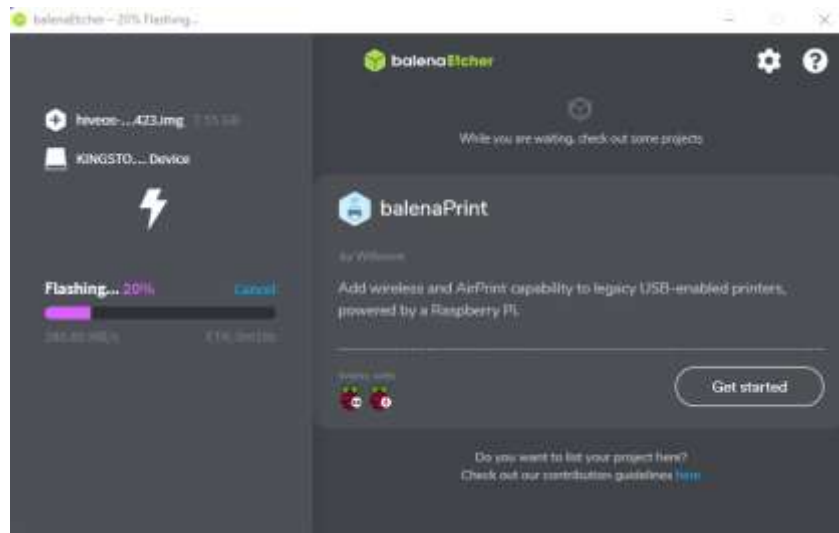 balenaEtcher – 20% Flashing...
balenaEtcher
hiveos-...423.img
KINGSTO... Device
While you are waiting, check out some projects
balenaPrint
by
Flashing... 20% Cancel
Add wireless and AirPrint capability to legacy USB-enabled printers,
powered by a Raspberry Pi.
Get started
Do you want to list your project here?
Check out our contribution guidelines here